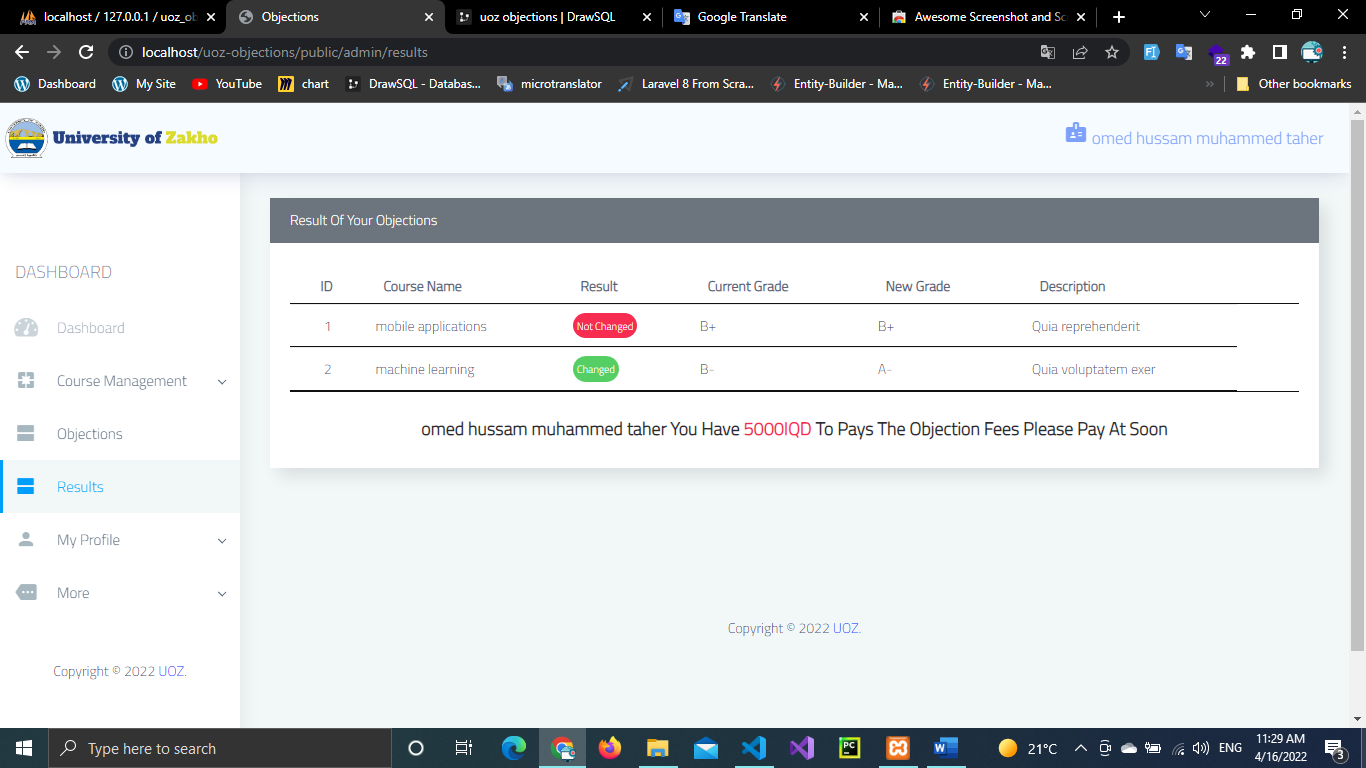 localhost / 127.0.0.1 / uoz_ob
Objections
uoz objections | DrawSQL
Google Translate
Awesome Screenshot and Sc
localhost/uoz-objections/public/admin/results
22
Dashboard
My Site
YouTube
chart
DrawSQL - Databas...
microtranslator
Laravel 8 From Scra...
Entity-Builder - Ma...
Entity-Builder - Ma...
»
Other bookmarks
University of Zakho
omed hussam muhammed taher
DASHBOARD
Dashboard
Course Management
Objections
Results
My Profile
More
Copyright © 2022 UOZ.
Result Of Your Objections
ID Course Name Result Current Grade New Grade Description
1 mobile applications Not Changed B+ B+ Quia reprehenderit
2 machine learning Changed B- A- Quia voluptatem exer
omed hussam muhammed taher You Have 5000IQD To Pays The Objection Fees Please Pay At Soon
Copyright © 2022 UOZ.
Type here to search
PC
21°C
ENG
11:29 AM
4/16/2022
3